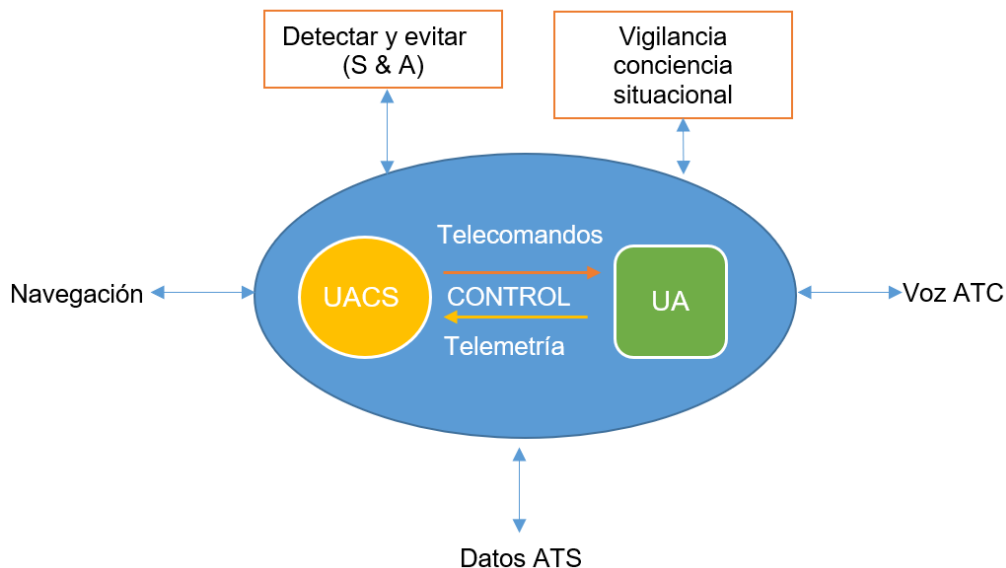 Detectar y evitar
(S & A)
Vigilancia
conciencia
situacional
Telecomandos
Navegación
UACS
CONTROL
UA
Voz ATC
Telemetría
Datos ATS